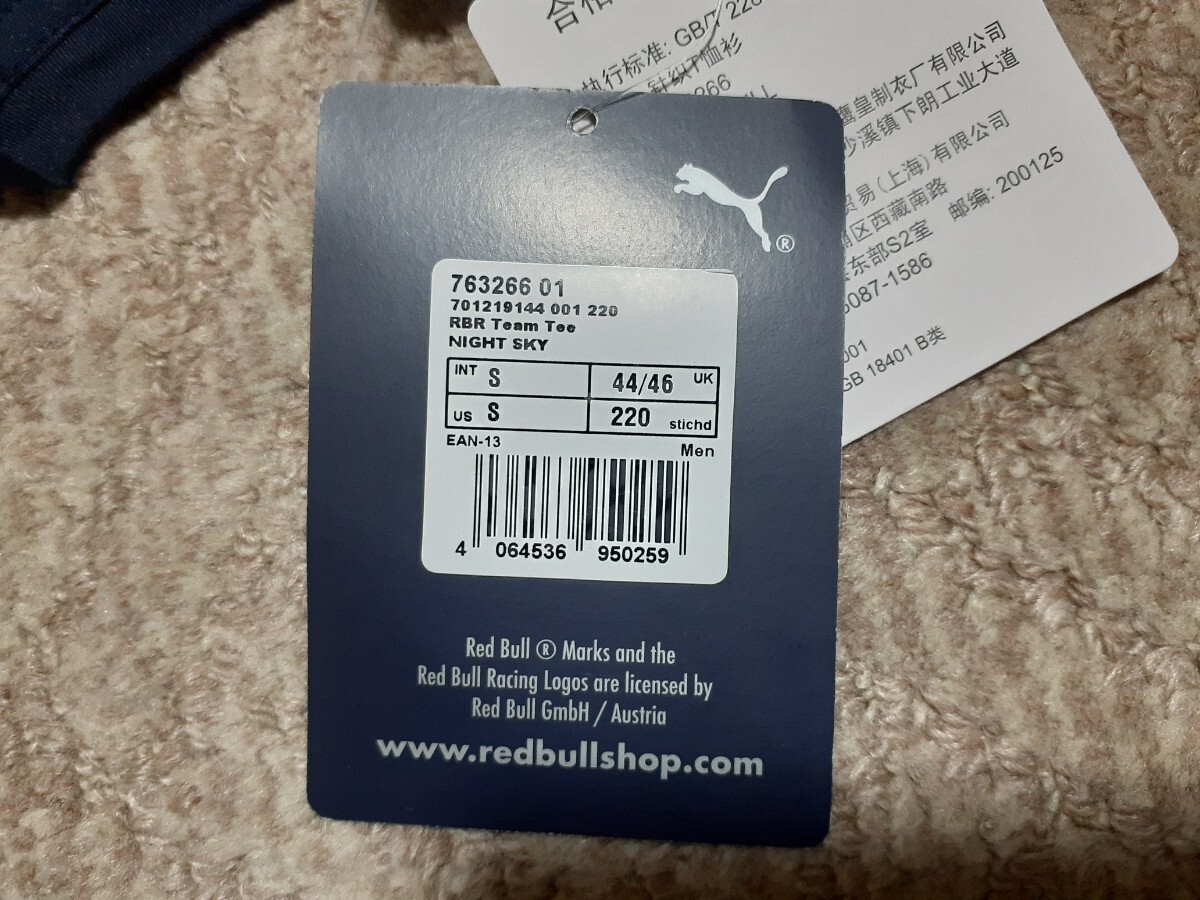 执行标准: GB/T 228
针织T恤衫
266
鹰皇制衣厂有限公司
沙溪镇下朗工业大道
贸易(上海)有限公司
区西藏南路
东部S2室 邮编: 200125
5087-1586
001
GB 18401 B类
®
763266 01
701219144 001 220
RBR Team Tee
NIGHT SKY
INT S 44/46 UK
US S 220 stichd
EAN-13
Men
4 064536 950259
Red Bull ® Marks and the
Red Bull Racing Logos are licensed by
Red Bull GmbH / Austria
www.redbullshop.com